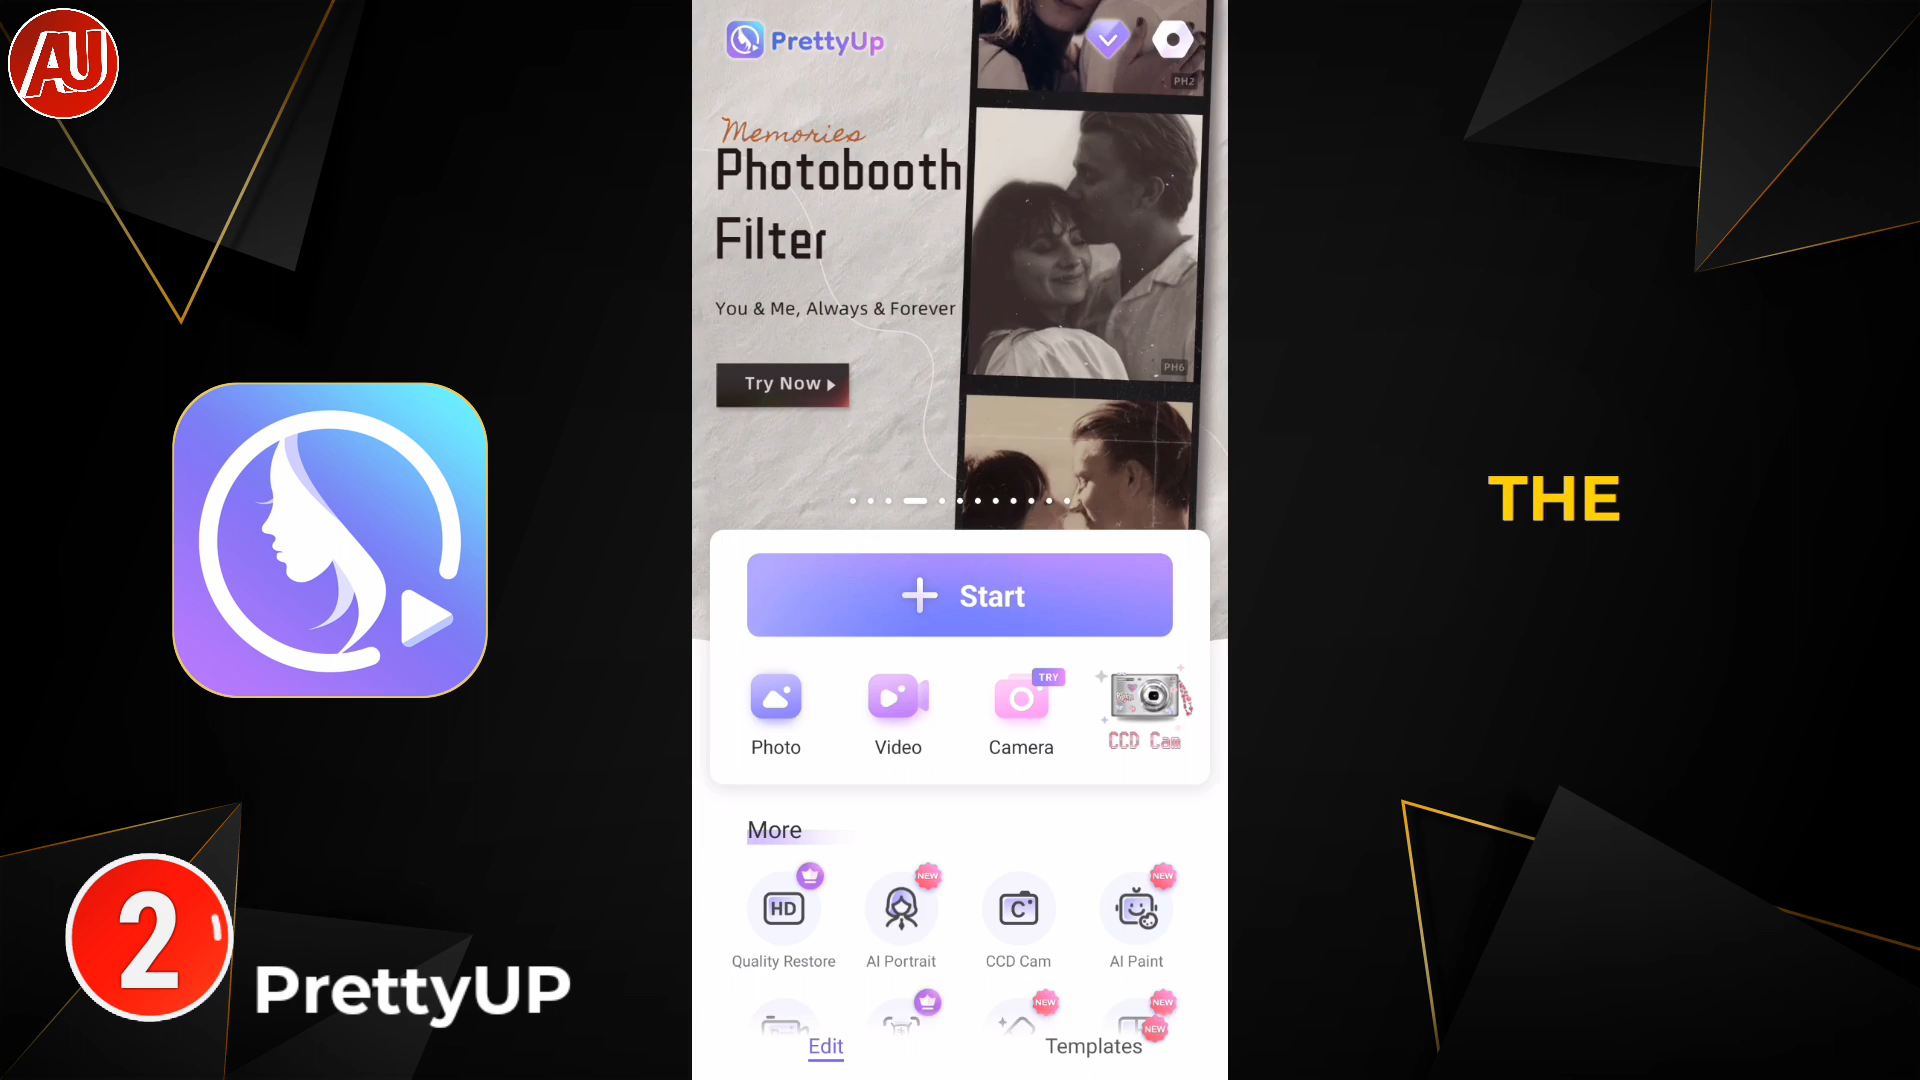 AU
PrettyUp
PH2
Memories
Photobooth
Filter
You & Me, Always & Forever
Try Now
PH6
THE
Start
TRY
Photo
Video
Camera
CCD Cam
More
HD
NEW
C
NEW
Quality Restore
AI Portrait
CCD Cam
AI Paint
NEW
NEW
NEW
Edit
Templates
2
PrettyUP